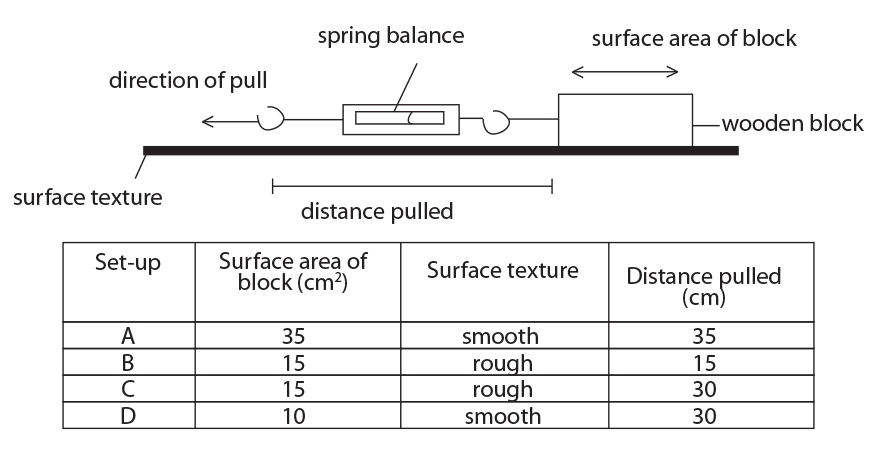 spring balance
surface area of block
direction of pull
wooden block
surface texture
distance pulled
Set-up Surface area of block (cm²) Surface texture Distance pulled (cm)
A 35 smooth 35
B 15 rough 15
C 15 rough 30
D 10 smooth 30